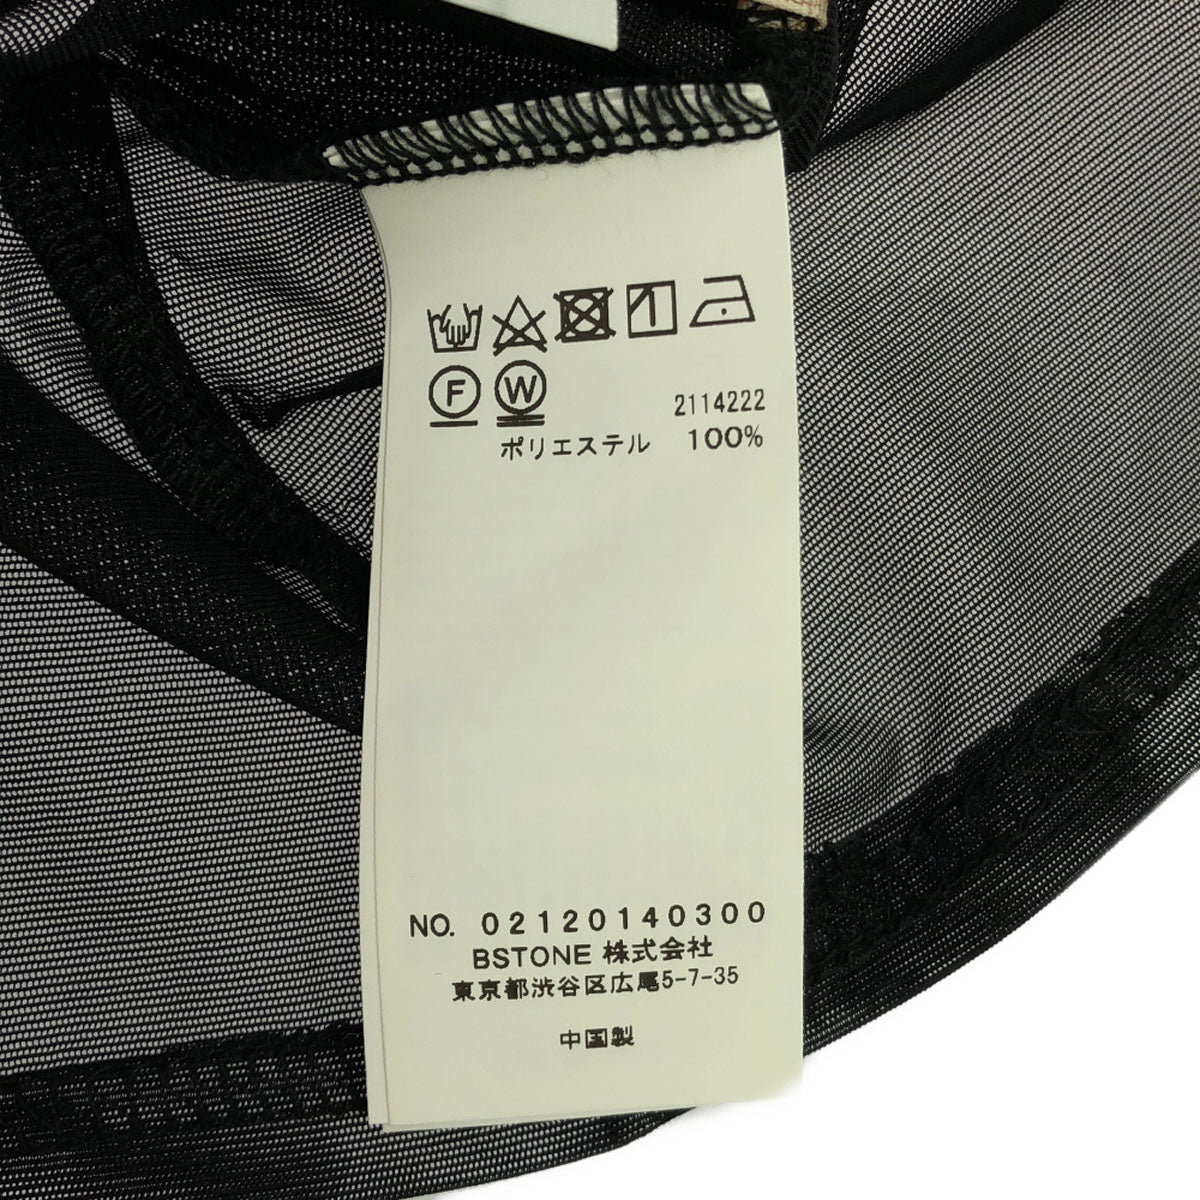 F W
2114222
ポリエステル 100%
NO. 02120140300
BSTONE 株式会社
東京都渋谷区広尾5-7-35
中国製